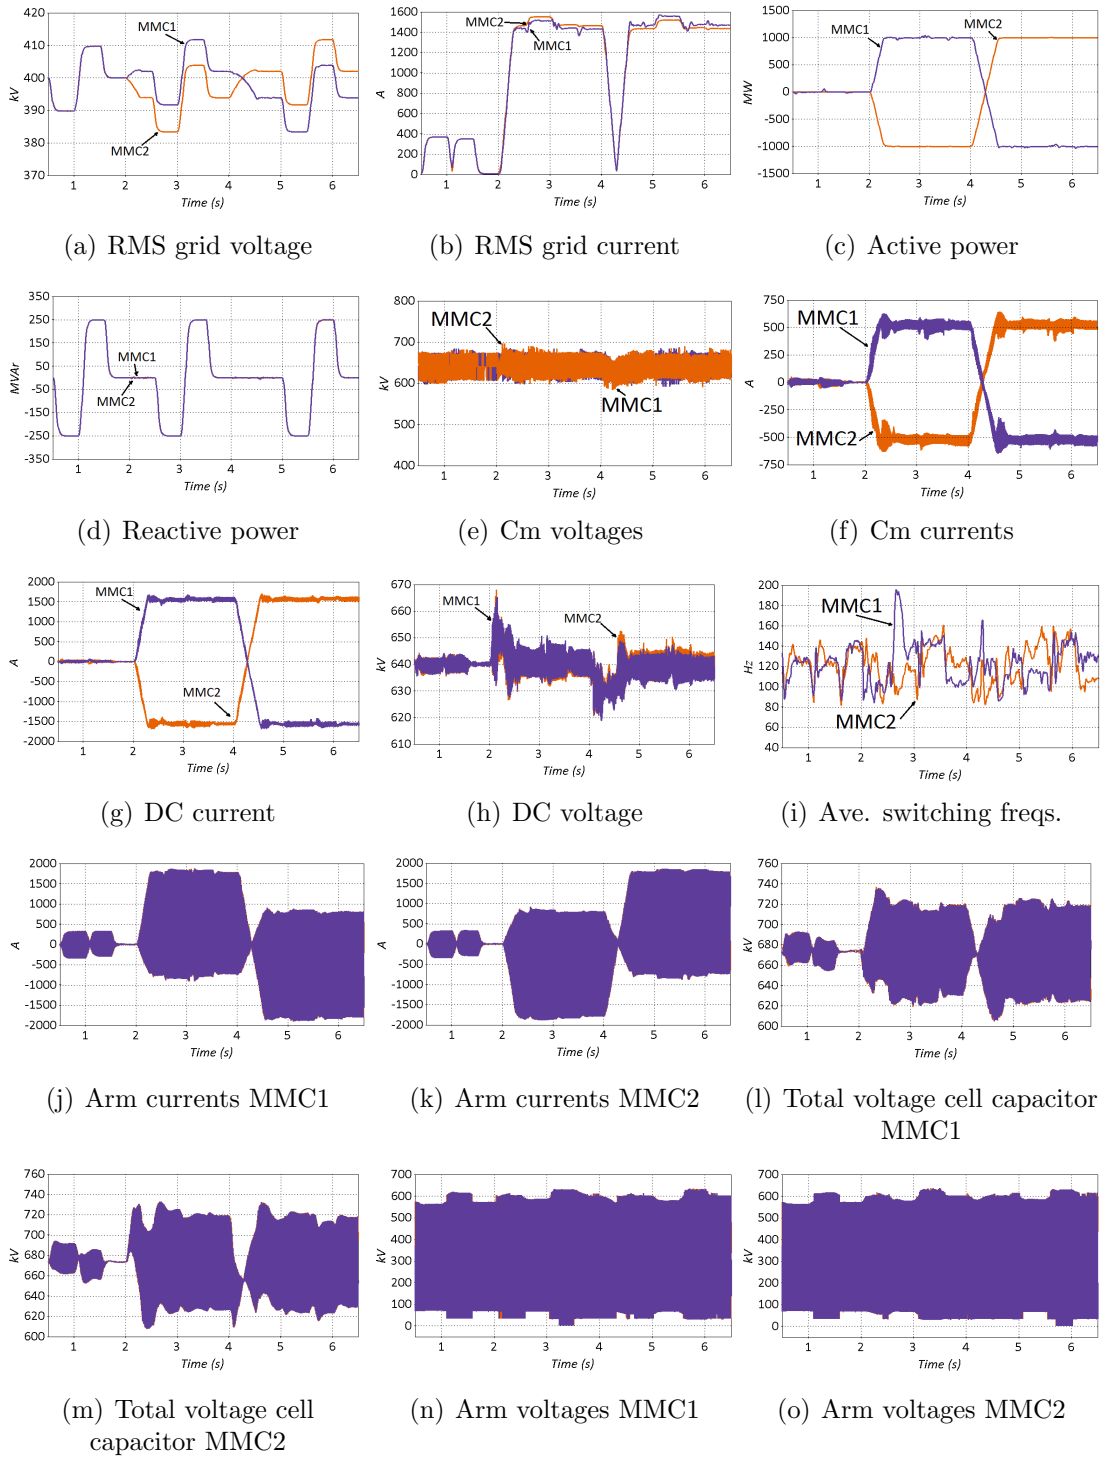 420
410
400
390
380
370
kV
MMC1
MMC2
1 2 3 4 5 6
Time (s)
(a) RMS grid voltage
1600
1400
1200
1000
800
600
400
200
0
A
MMC2
MMC1
1 2 3 4 5 6
Time (s)
(b) RMS grid current
1500
1000
500
0
-500
-1000
-1500
MW
MMC1
MMC2
1 2 3 4 5 6
Time (s)
(c) Active power
350
250
150
50
-50
-150
-250
-350
MVAr
MMC1
MMC2
1 2 3 4 5 6
Time (s)
(d) Reactive power
800
700
600
500
400
kV
MMC2
MMC1
1 2 3 4 5 6
Time (s)
(e) Cm voltages
750
500
250
0
-250
-500
-750
A
MMC1
MMC2
1 2 3 4 5 6
Time (s)
(f) Cm currents
2000
1500
1000
500
0
-500
-1000
-1500
-2000
A
MMC1
MMC2
1 2 3 4 5 6
Time (s)
(g) DC current
670
660
650
640
630
620
610
kV
MMC1
MMC2
1 2 3 4 5 6
Time (s)
(h) DC voltage
200
180
160
140
120
100
80
60
40
Hz
MMC1
MMC2
1 2 3 4 5 6
Time (s)
(i) Ave. switching freqs.
2000
1500
1000
500
0
-500
-1000
-1500
-2000
A
1 2 3 4 5 6
Time (s)
(j) Arm currents MMC1
2000
1500
1000
500
0
-500
-1000
-1500
-2000
A
1 2 3 4 5 6
Time (s)
(k) Arm currents MMC2
760
740
720
700
680
660
640
620
600
kV
1 2 3 4 5 6
Time (s)
(l) Total voltage cell capacitor
MMC1
760
740
720
700
680
660
640
620
600
kV
1 2 3 4 5 6
Time (s)
(m) Total voltage cell
capacitor MMC2
700
600
500
400
300
200
100
0
kV
1 2 3 4 5 6
Time (s)
(n) Arm voltages MMC1
700
600
500
400
300
200
100
0
kV
1 2 3 4 5 6
Time (s)
(o) Arm voltages MMC2